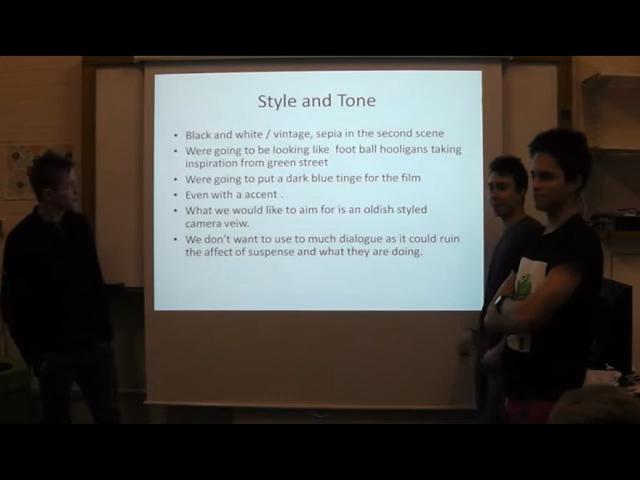 Style and Tone
• Black and white / vintage, sepia in the second scene
• Were going to be looking like foot ball hooligans taking
inspiration from green street
• Were going to put a dark blue tinge for the film
• Even with a accent .
• What we would like to aim for is an oldish styled
camera veiw.
• We don't want to use to much dialogue as it could ruin
the affect of suspense and what they are doing.